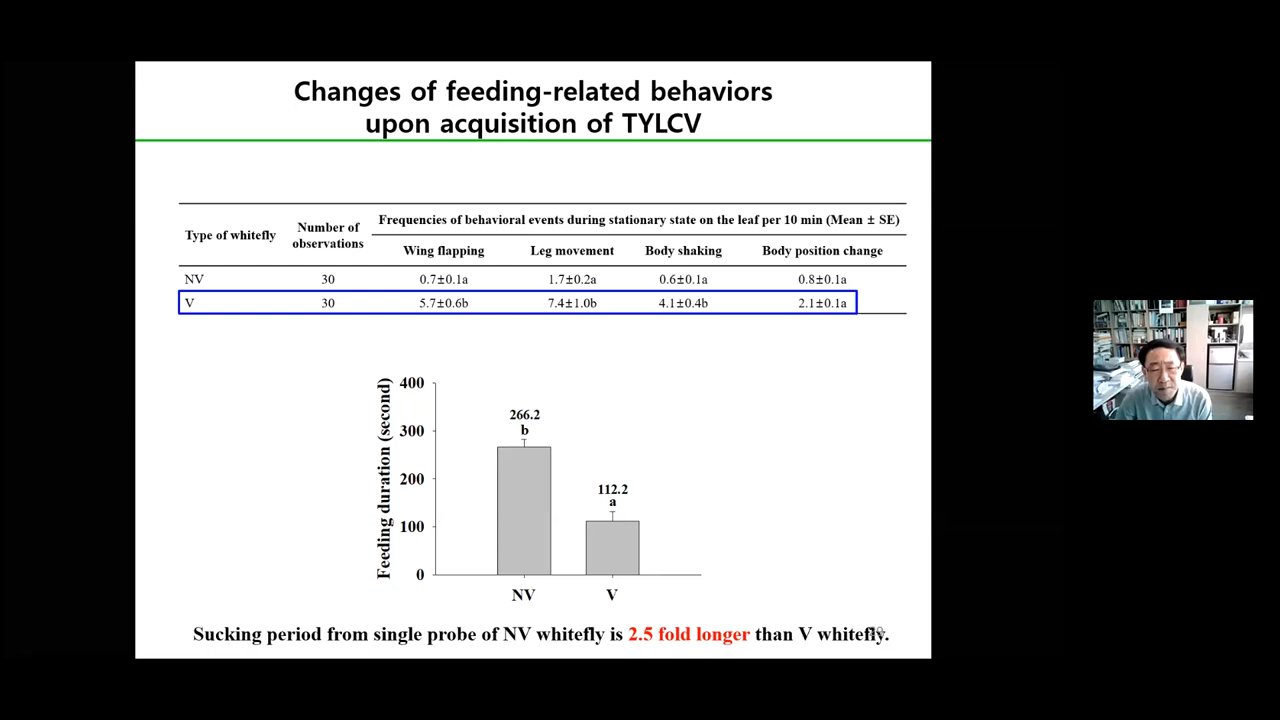 Changes of feeding-related behaviors
upon acquisition of TYLCV
Type of whitefly
Number of
observations
Frequencies of behavioral events during stationary state on the leaf per 10 min (Mean ± SE)
Wing flapping Leg movement Body shaking Body position change
NV 30 0.7±0.1a 1.7±0.2a 0.6±0.1a 0.8±0.1a
V 30 5.7±0.6b 7.4±1.0b 4.1±0.4b 2.1±0.1a
Feeding duration (second)
400
300
200
100
0
266.2
b
112.2
a
NV V
Sucking period from single probe of NV whitefly is 2.5 fold longer than V whitefly.